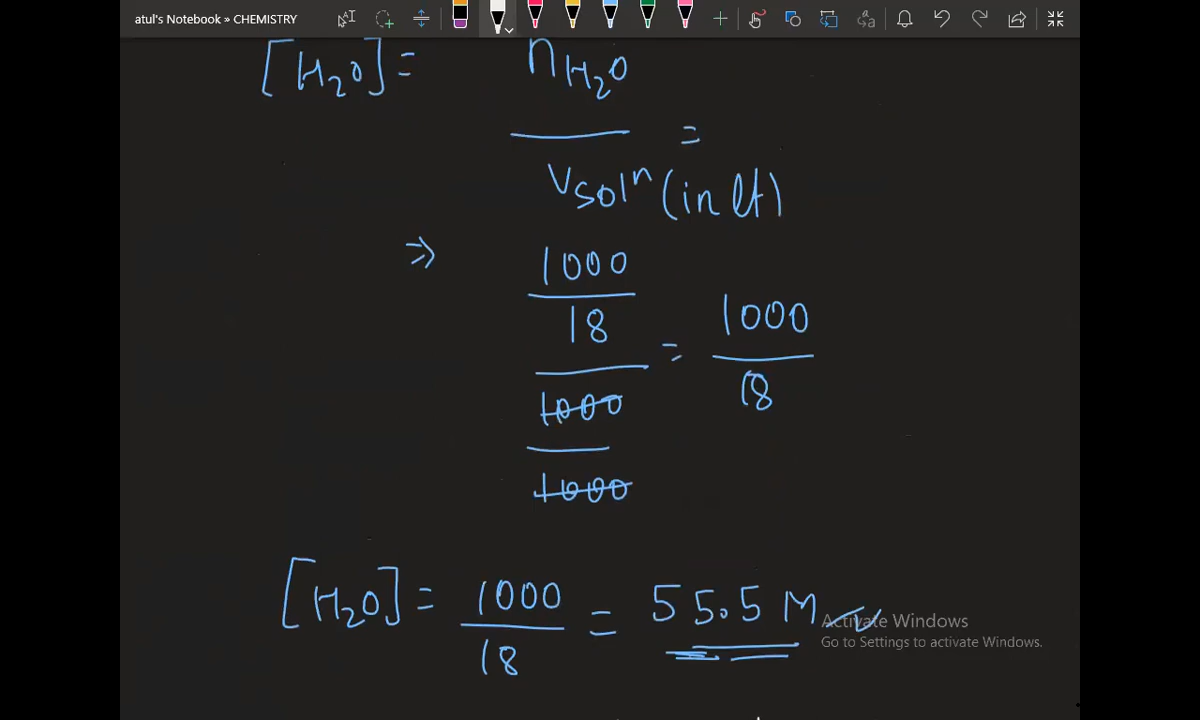 atul's Notebook » CHEMISTRY
[H₂O] = n H₂O
=
Vsolⁿ (in lt)
⇒ 1000
18 = 1000
1000 18
1000
[H₂O] = 1000 = 55.5 M
18
Activate Windows
Go to Settings to activate Windows.